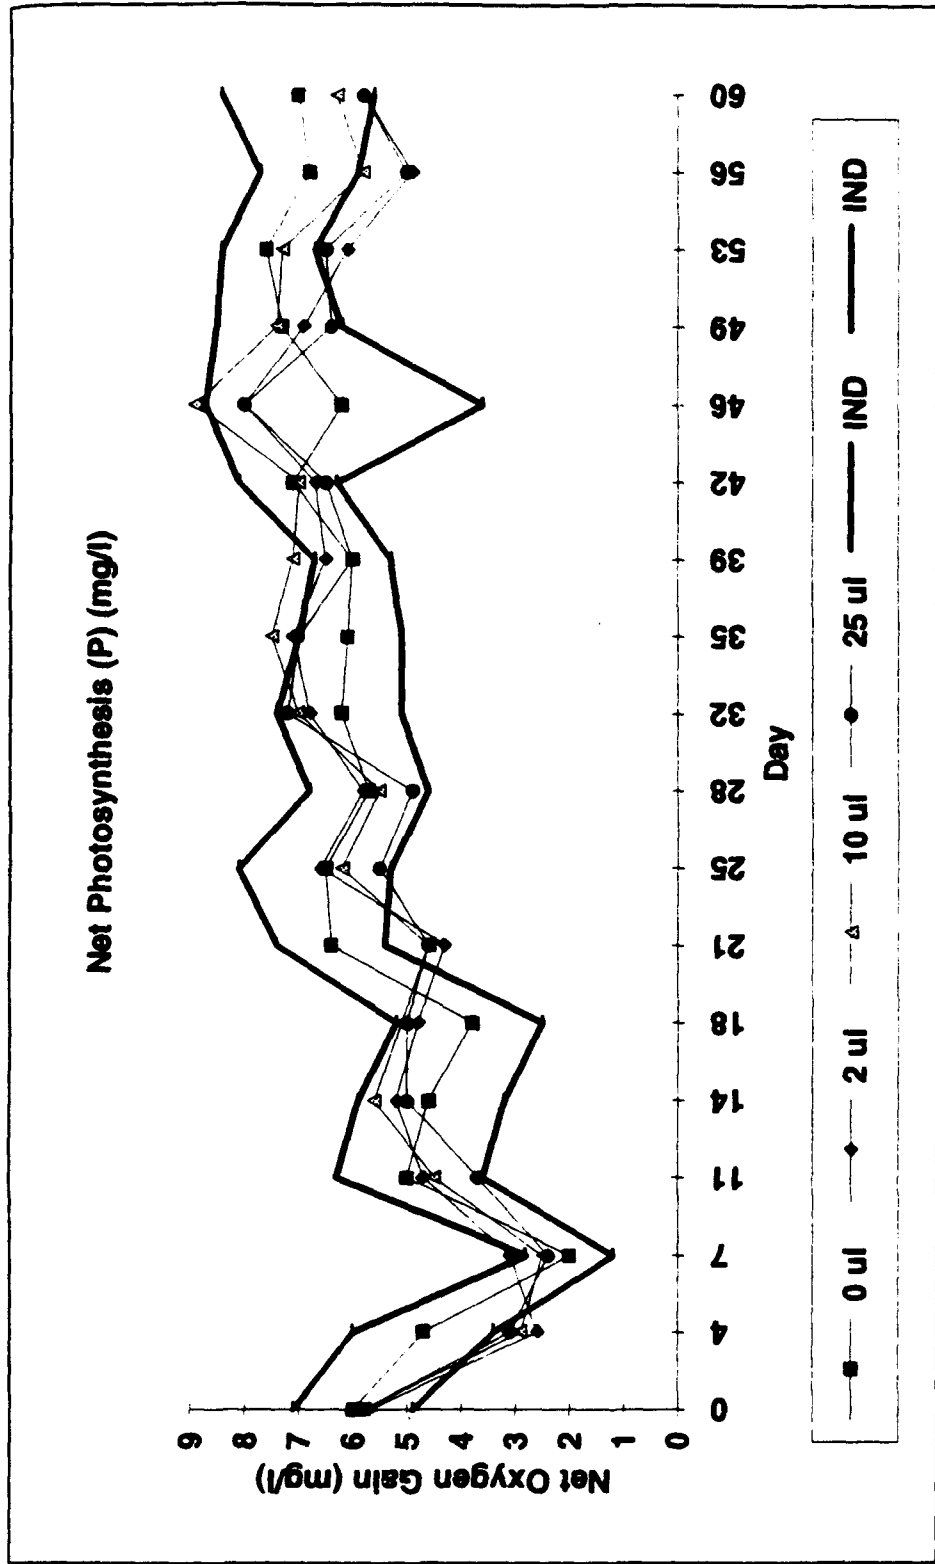 Net Photosynthesis (P) (mg/l)
Net Oxygen Gain (mg/l)
9
8
7
6
5
4
3
2
1
0
0 4 7 11 14 18 21 25 28 32 35 39 42 46 49 53 56 60
Day
0 ul 2 ul 10 ul 25 ul IND IND